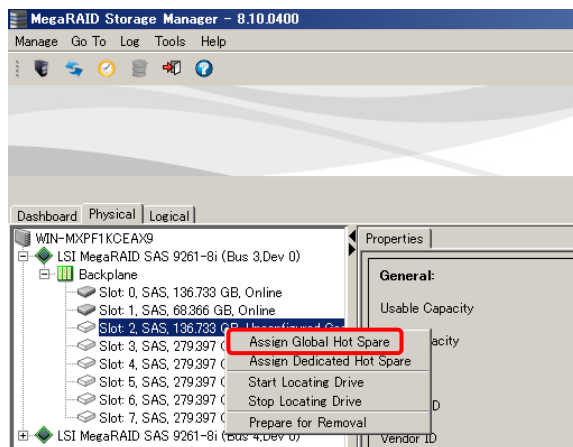 MegaRAID Storage Manager - 8.10.0400
Manage Go To Log Tools Help
Dashboard Physical Logical
WIN-MXPF1KCEAX9
LSI MegaRAID SAS 9261-8i (Bus 3,Dev 0)
Backplane
Slot: 0, SAS, 136.733 GB, Online
Slot: 1, SAS, 68.366 GB, Online
Slot: 2, SAS, 136.733 GB, Unconfigured
Slot: 3, SAS, 279.397
Slot: 4, SAS, 279.397
Slot: 5, SAS, 279.397
Slot: 6, SAS, 279.397
Slot: 7, SAS, 279.397
LSI MegaRAID SAS 9261-8i (Bus 4,Dev 0)
Assign Global Hot Spare
Assign Dedicated Hot Spare
Start Locating Drive
Stop Locating Drive
Prepare for Removal
Properties
General:
Usable Capacity
acity
ID
Vendor ID